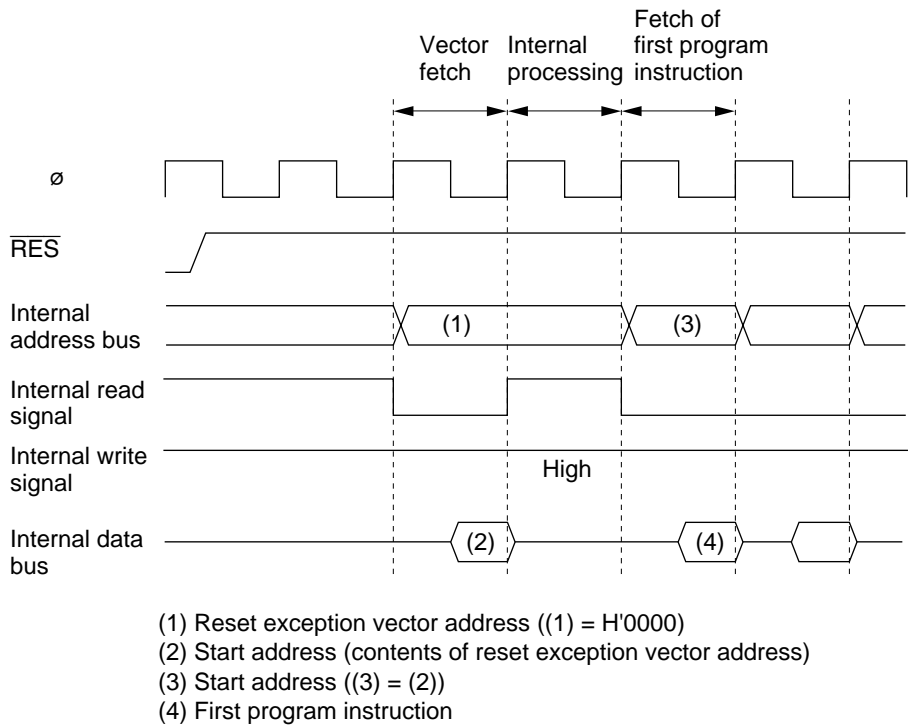 Vector
fetch
Internal
processing
Fetch of
first program
instruction
ø
RES
Internal
address bus
(1)
(3)
Internal read
signal
Internal write
signal
High
Internal data
bus
(2)
(4)
(1) Reset exception vector address ((1) = H'0000)
(2) Start address (contents of reset exception vector address)
(3) Start address ((3) = (2))
(4) First program instruction